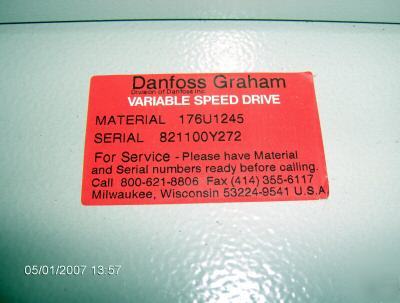 Danfoss Graham
Division of Danfoss Inc.
VARIABLE SPEED DRIVE
MATERIAL 176U1245
SERIAL 821100Y272
For Service - Please have Material
and Serial numbers ready before calling.
Call 800-621-8806 Fax (414) 355-6117
Milwaukee, Wisconsin 53224-9541 U.S.A
05/01/2007 13:57